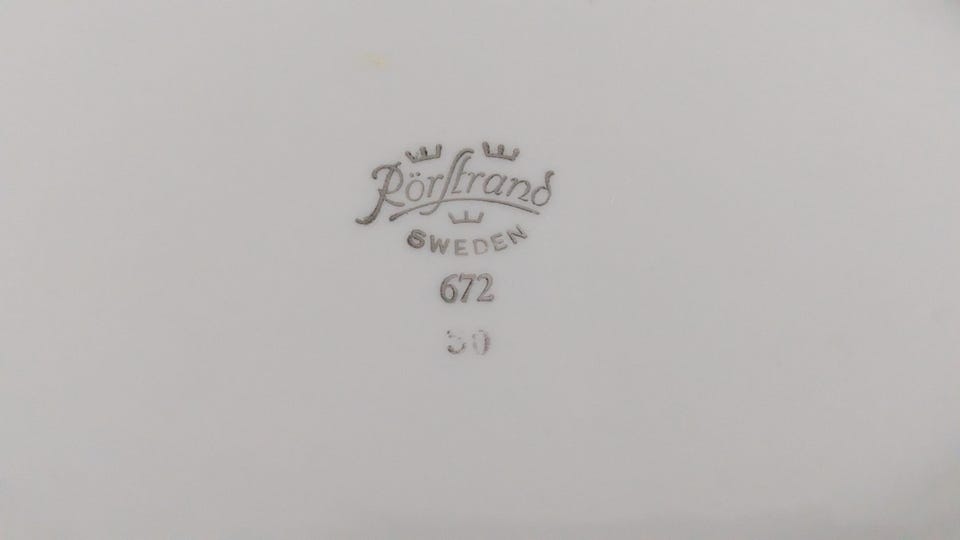 Rörstrand
SWEDEN
672